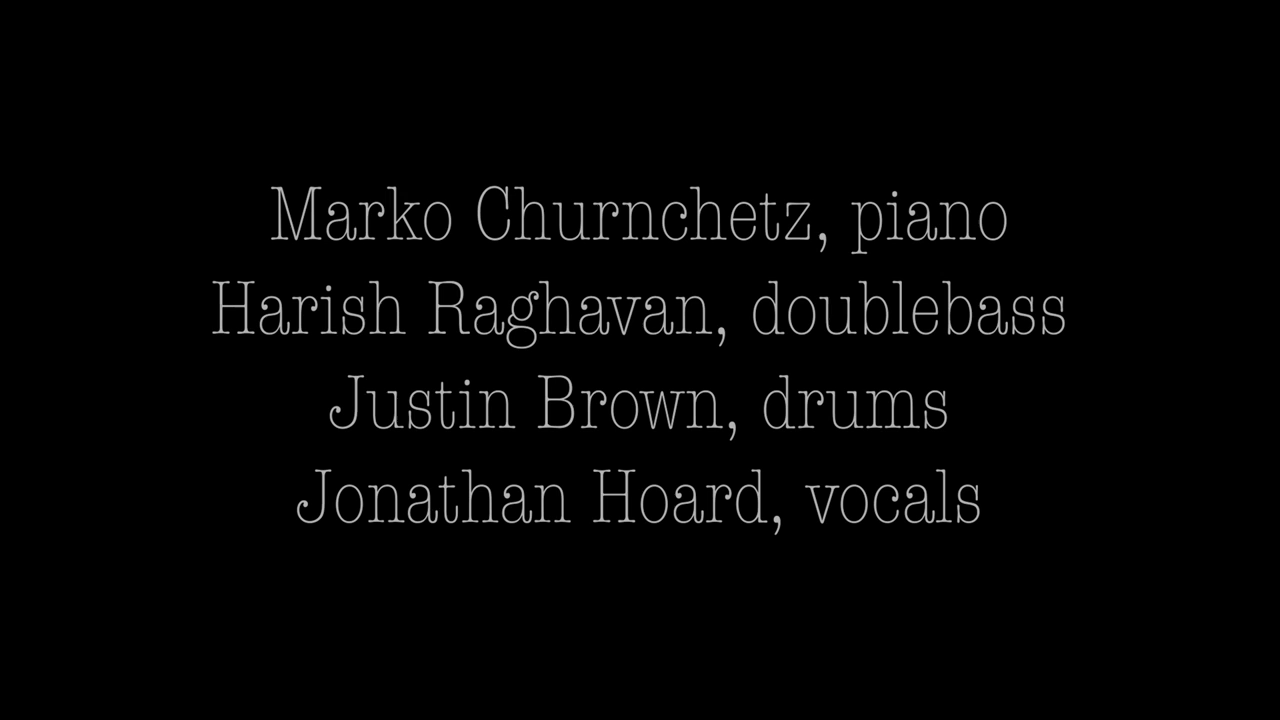 Marko Churnchetz, piano
Harish Raghavan, doublebass
Justin Brown, drums
Jonathan Hoard, vocals